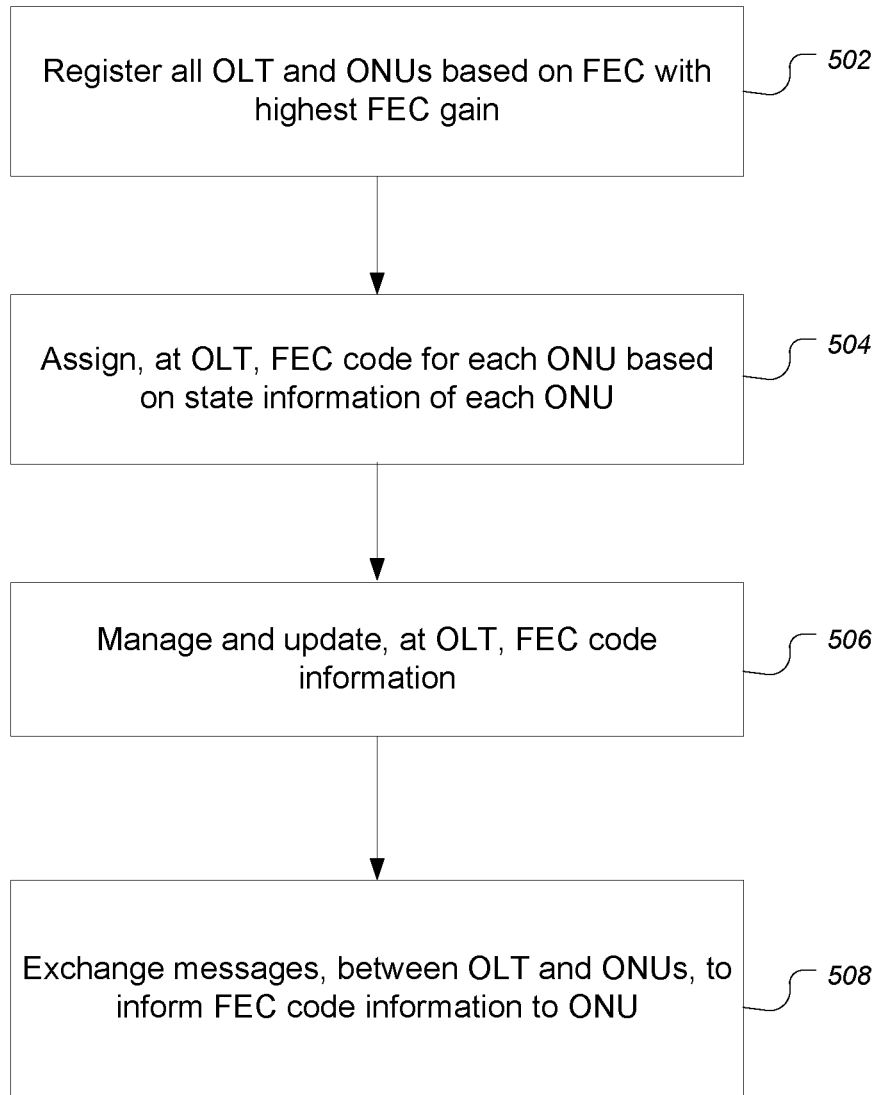 Register all OLT and ONUs based on FEC with
highest FEC gain
502
Assign, at OLT, FEC code for each ONU based
on state information of each ONU
504
Manage and update, at OLT, FEC code
information
506
Exchange messages, between OLT and ONUs, to
inform FEC code information to ONU
508